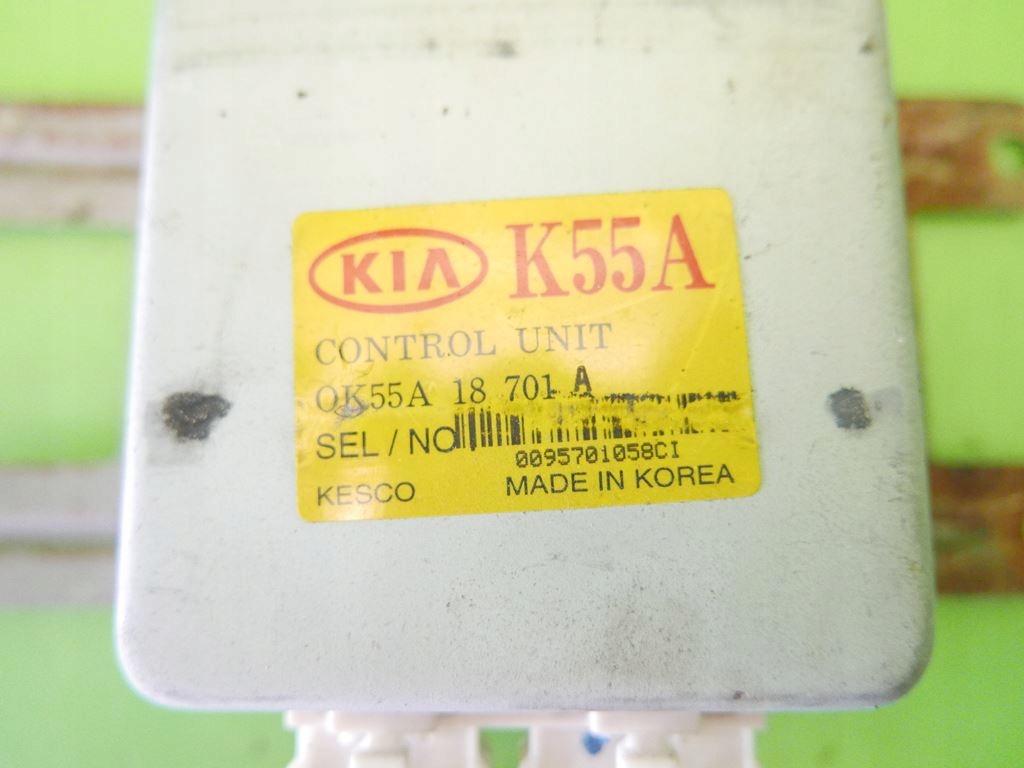 KIA K55A
CONTROL UNIT
0K55A 18 701 A
SEL / NO
0095701058CI
KESCO MADE IN KOREA